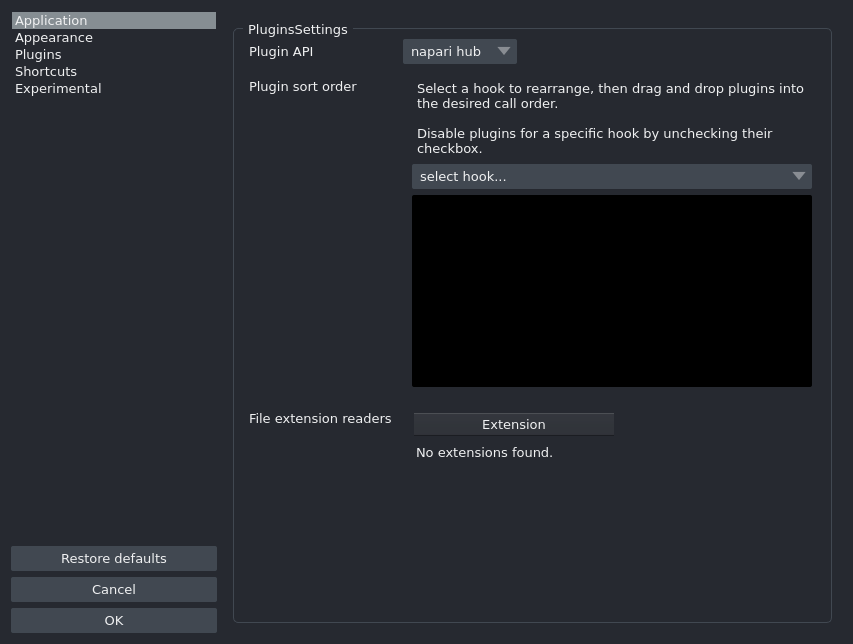 Application
Appearance
Plugins
Shortcuts
Experimental
Restore defaults
Cancel
OK
PluginsSettings
Plugin API
napari hub
Plugin sort order
Select a hook to rearrange, then drag and drop plugins into
the desired call order.
Disable plugins for a specific hook by unchecking their
checkbox.
select hook...
File extension readers
Extension
No extensions found.